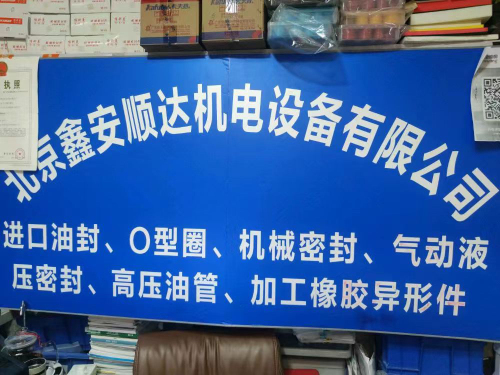 北京鑫安顺达机电设备有限公司
进口油封、O型圈、机械密封、气动液
压密封、高压油管、加工橡胶异形件
执照